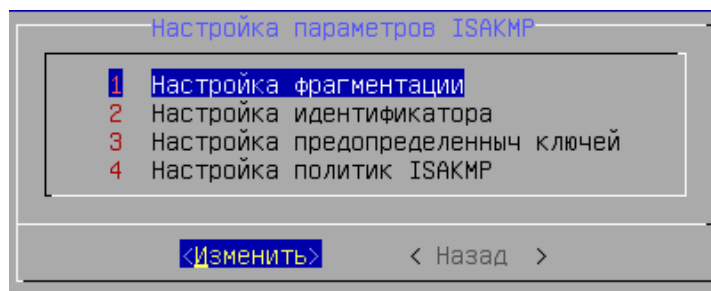 Настройка параметров ISAKMP
1 Настройка фрагментации
2 Настройка идентификатора
3 Настройка предопределенныч ключей
4 Настройка политик ISAKMP
<Изменить> < Назад >